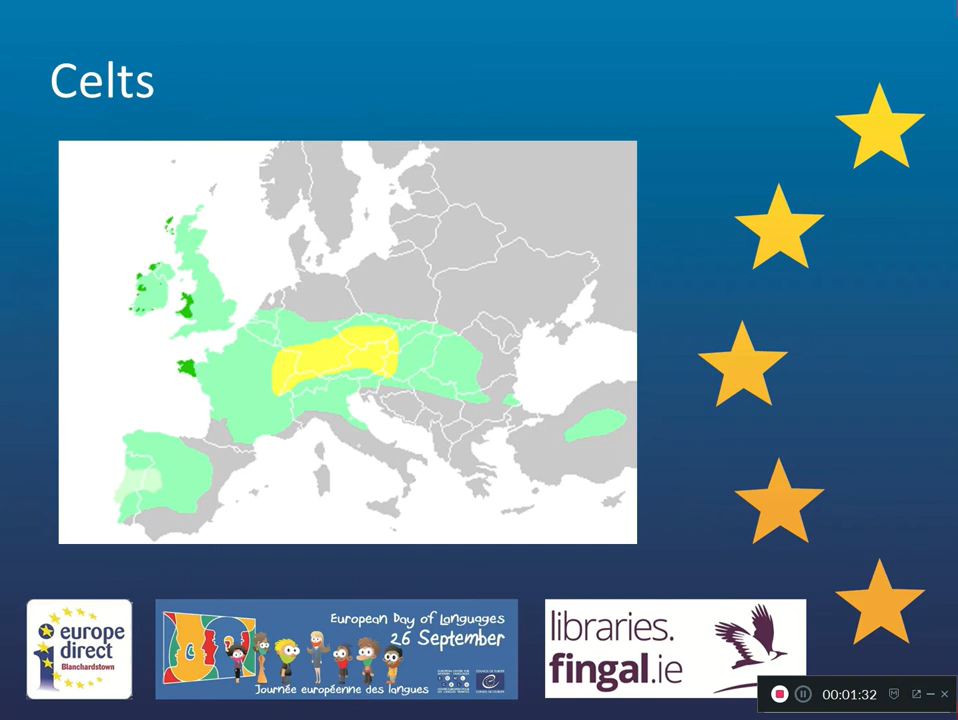 Celts
europe
direct
Blanchardstown
European Day of Languages
26 September
Journée européenne des langues
libraries.
fingal.ie
00:01:32